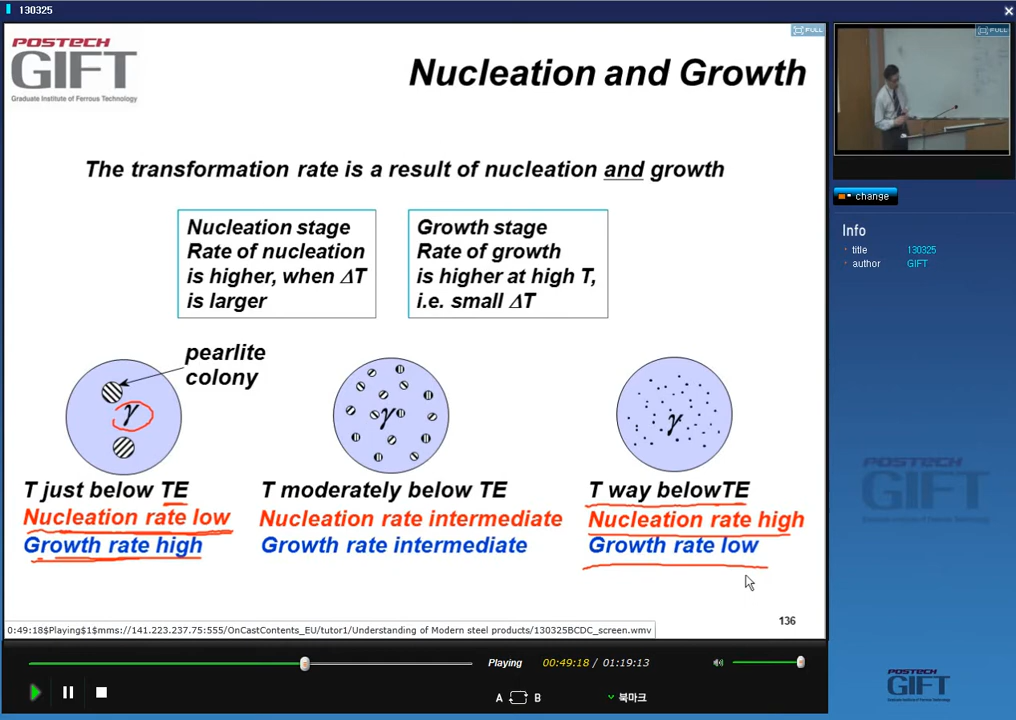 130325
POSTECH
GIFT
Graduate Institute of Ferrous Technology
FULL
FULL
Nucleation and Growth
The transformation rate is a result of nucleation and growth
Nucleation stage
Rate of nucleation
is higher, when ΔT
is larger
Growth stage
Rate of growth
is higher at high T,
i.e. small ΔT
pearlite
colony
γ
γ
γ
T just below TE
Nucleation rate low
Growth rate high
T moderately below TE
Nucleation rate intermediate
Growth rate intermediate
T way belowTE
Nucleation rate high
Growth rate low
136
change
Info
title 130325
author GIFT
POSTECH
GIFT
0:49:18$Playing$1$mms://141.223.237.75:555/OnCastContents_EU/tutor1/Understanding of Modern steel products/130325BCDC_screen.wmv
Playing
00:49:18 / 01:19:13
A B
북마크
POSTECH
GIFT